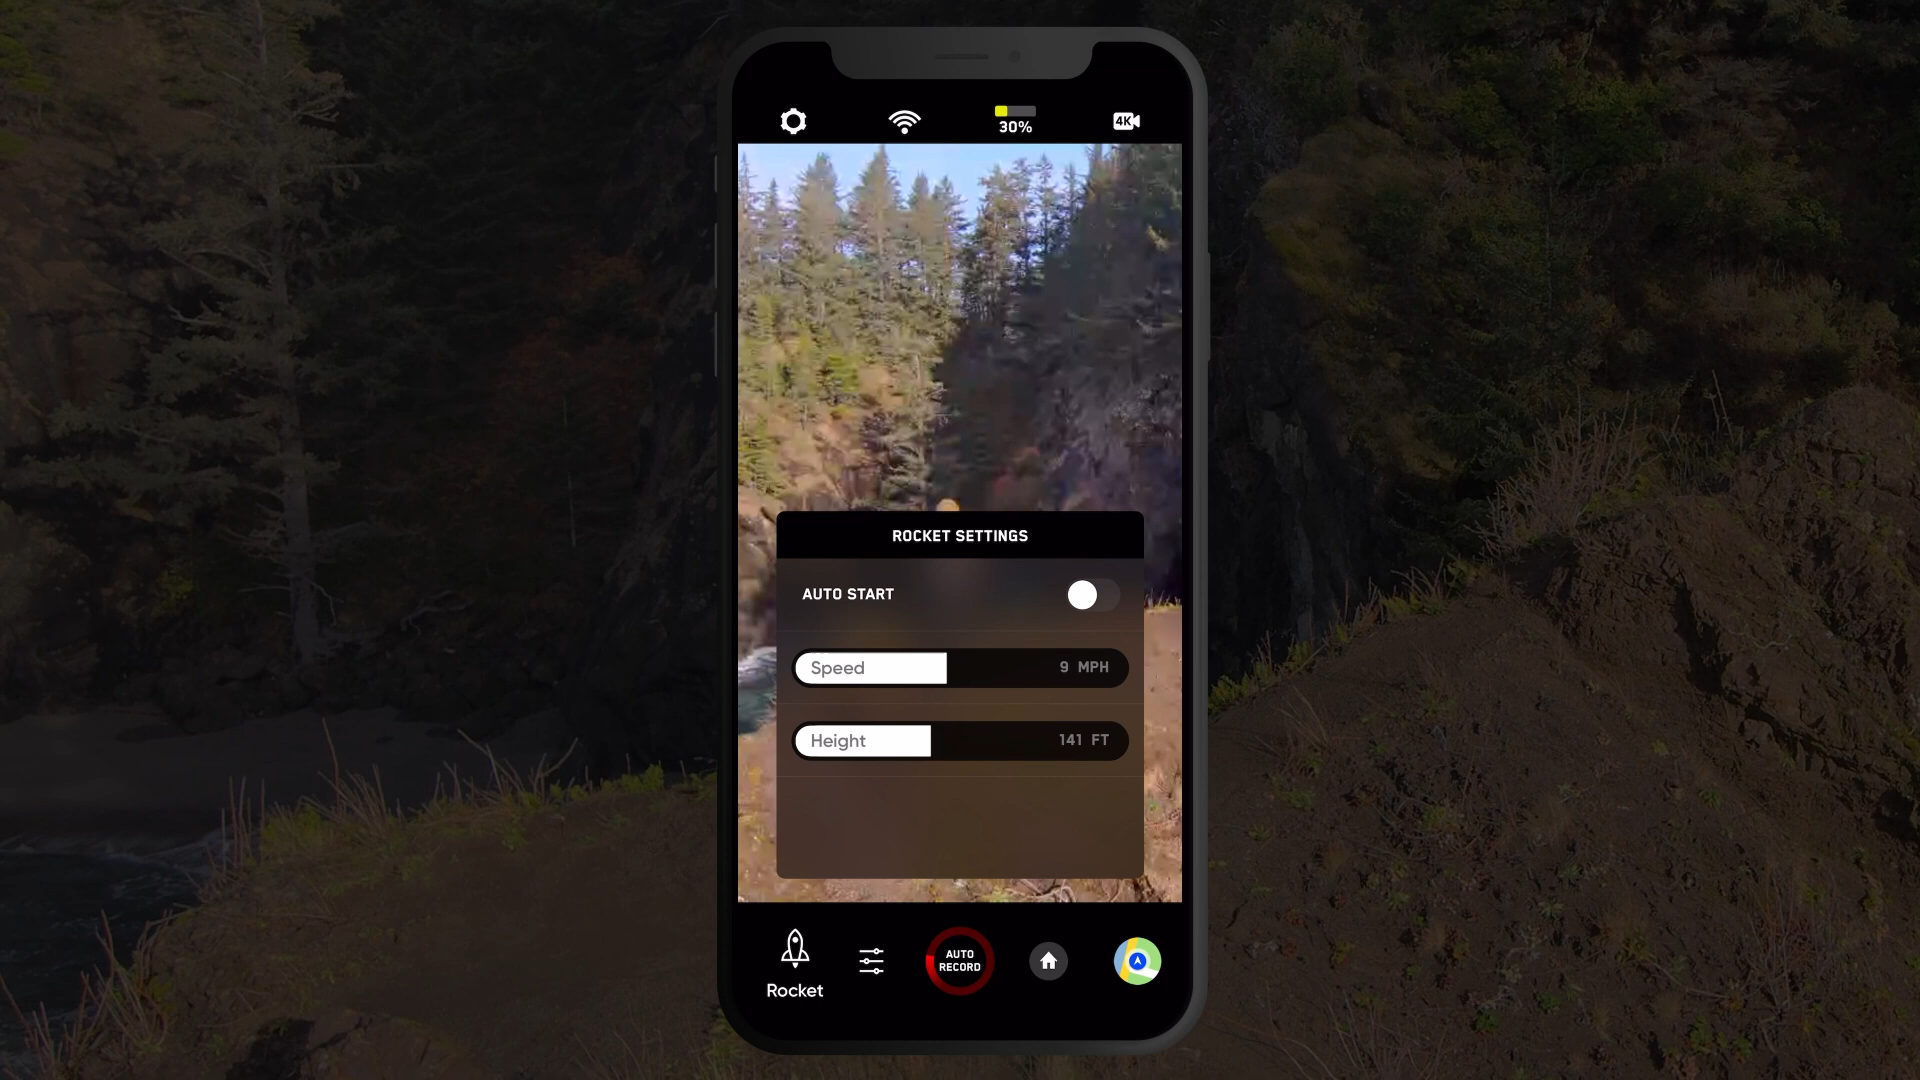 30%
4K
ROCKET SETTINGS
AUTO START
Speed 9 MPH
Height 141 FT
AUTO
RECORD
Rocket